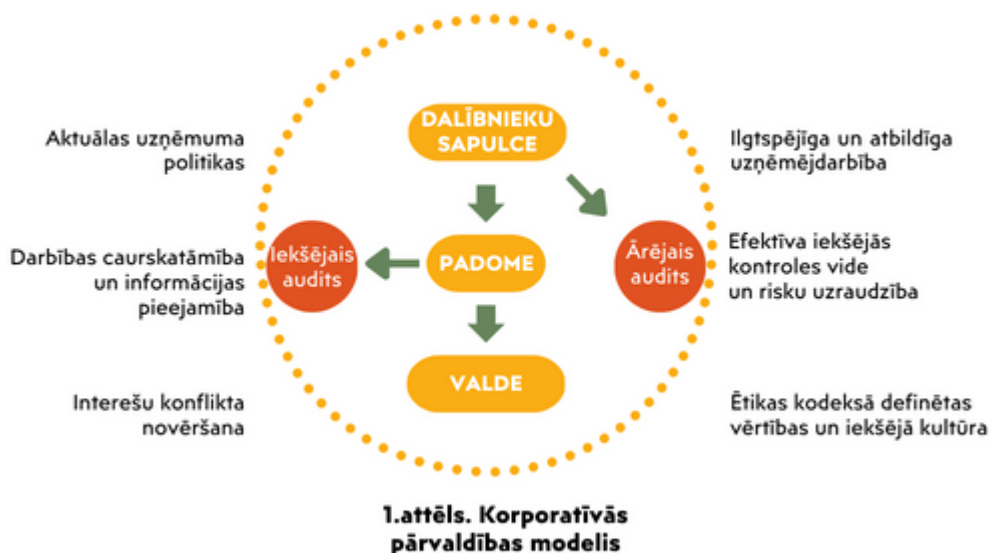 DALĪBNIEKU
SAPULCE
Aktuālas uzņēmuma
politikas
Ilgtspējīga un atbildīga
uzņēmējdarbība
Iekšējais
audits
PADOME
Ārējais
audits
Darbības caurskatāmība
un informācijas
pieejamība
Efektīva iekšējās
kontroles vide
un risku uzraudzība
VALDE
Interešu konflikta
novēršana
Ētikas kodeksā definētas
vērtības un iekšējā kultūra
1.attēls. Korporatīvās
pārvaldības modelis